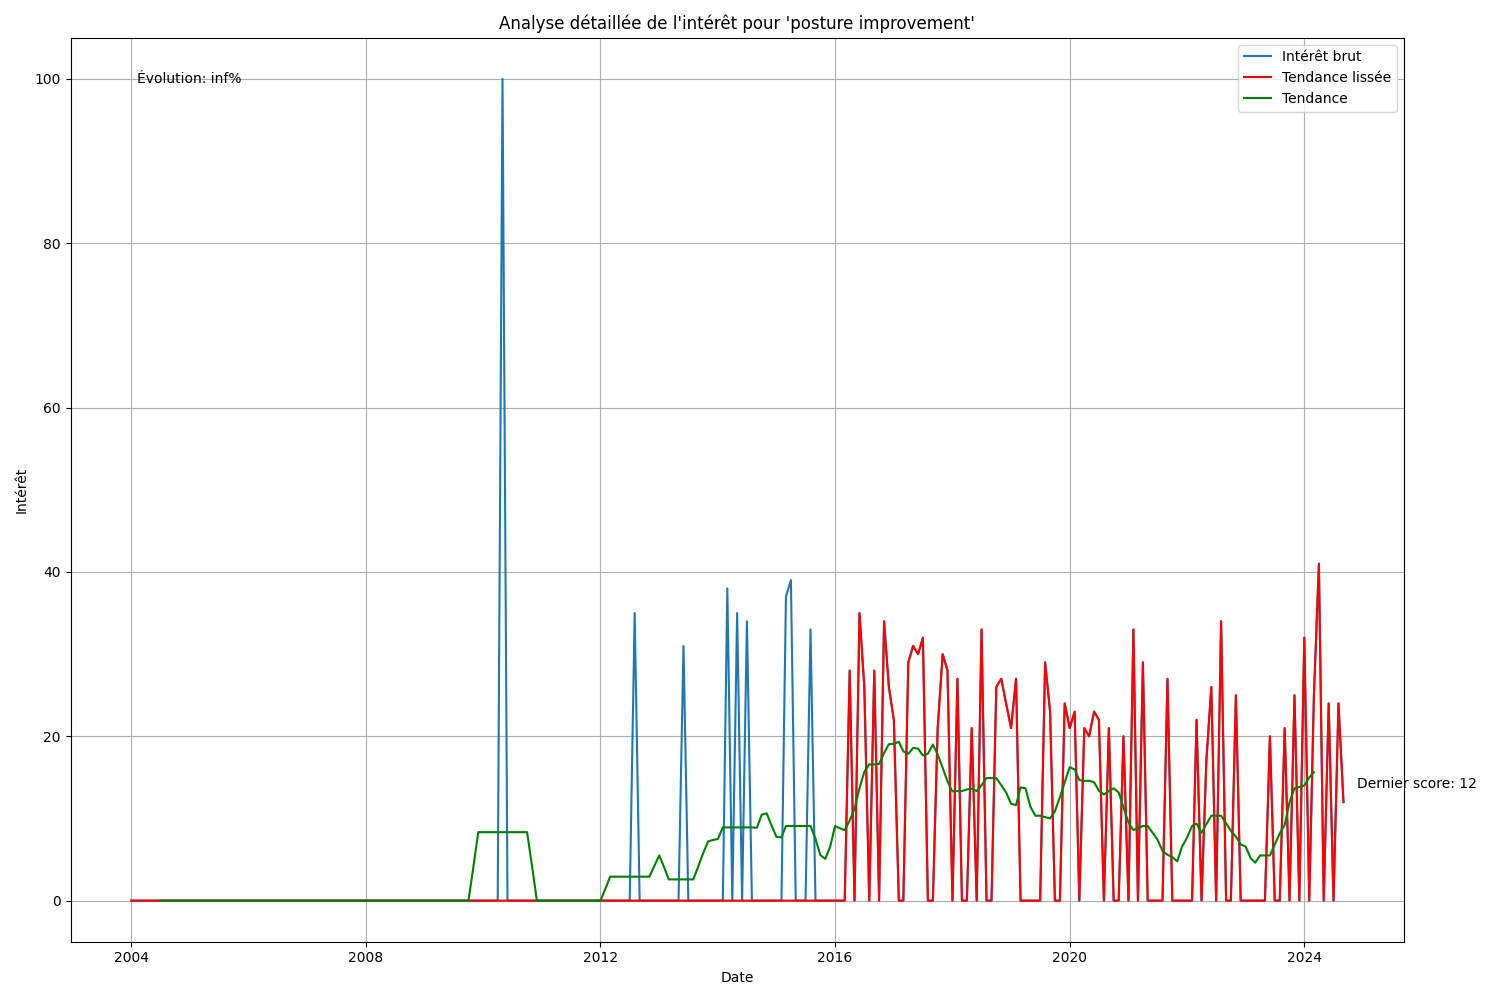 Analyse détaillée de l'intérêt pour 'posture improvement'
Évolution: inf%
Intérêt brut
Tendance lissée
Tendance
100
80
60
40
20
0
Intérêt
Dernier score: 12
2004 2008 2012 2016 2020 2024
Date